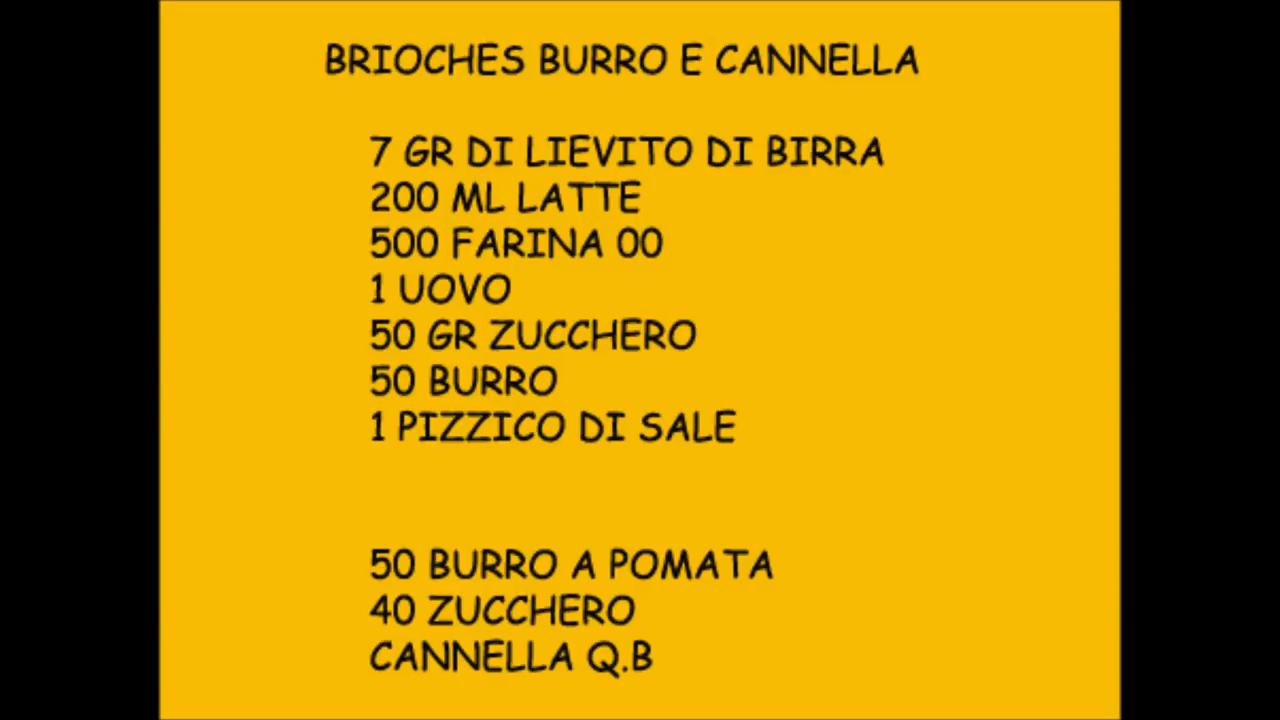 BRIOCHES BURRO E CANNELLA
7 GR DI LIEVITO DI BIRRA
200 ML LATTE
500 FARINA 00
1 UOVO
50 GR ZUCCHERO
50 BURRO
1 PIZZICO DI SALE
50 BURRO A POMATA
40 ZUCCHERO
CANNELLA Q.B